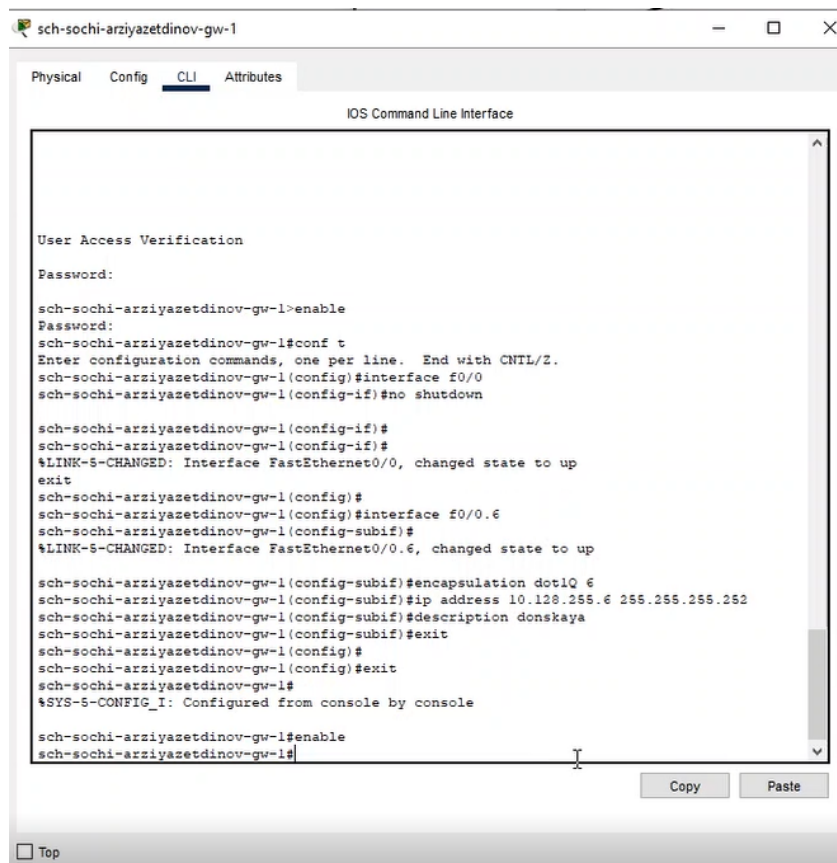 sch-sochi-arziyazetdinov-gw-1
Physical Config CLI Attributes
IOS Command Line Interface
User Access Verification
Password:
sch-sochi-arziyazetdinov-gw-1>enable
Password:
sch-sochi-arziyazetdinov-gw-1#conf t
Enter configuration commands, one per line.  End with CNTL/Z.
sch-sochi-arziyazetdinov-gw-1(config)#interface f0/0
sch-sochi-arziyazetdinov-gw-1(config-if)#no shutdown
sch-sochi-arziyazetdinov-gw-1(config-if)#
sch-sochi-arziyazetdinov-gw-1(config-if)#
%LINK-5-CHANGED: Interface FastEthernet0/0, changed state to up
exit
sch-sochi-arziyazetdinov-gw-1(config)#
sch-sochi-arziyazetdinov-gw-1(config)#interface f0/0.6
sch-sochi-arziyazetdinov-gw-1(config-subif)#
%LINK-5-CHANGED: Interface FastEthernet0/0.6, changed state to up
sch-sochi-arziyazetdinov-gw-1(config-subif)#encapsulation dot1Q 6
sch-sochi-arziyazetdinov-gw-1(config-subif)#ip address 10.128.255.6 255.255.255.252
sch-sochi-arziyazetdinov-gw-1(config-subif)#description donskaya
sch-sochi-arziyazetdinov-gw-1(config-subif)#exit
sch-sochi-arziyazetdinov-gw-1(config)#
sch-sochi-arziyazetdinov-gw-1(config)#exit
sch-sochi-arziyazetdinov-gw-1#
%SYS-5-CONFIG_I: Configured from console by console
sch-sochi-arziyazetdinov-gw-1#enable
sch-sochi-arziyazetdinov-gw-1#
Copy Paste
Top